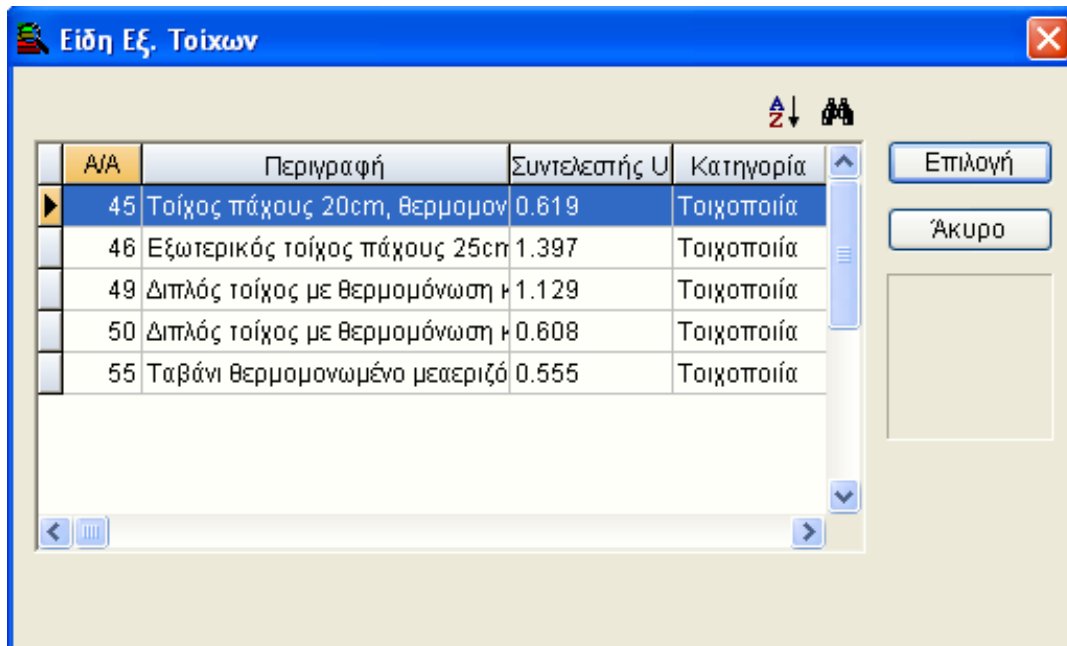 Είδη Εξ. Τοίχων
Α/Α Περιγραφή Συντελεστής U Κατηγορία
45 Τοίχος πάχους 20cm, θερμομον 0.619 Τοιχοποιία
46 Εξωτερικός τοίχος πάχους 25cm 1.397 Τοιχοποιία
49 Διπλός τοίχος με θερμομόνωση κ 1.129 Τοιχοποιία
50 Διπλός τοίχος με θερμομόνωση κ 0.608 Τοιχοποιία
55 Ταβάνι θερμομονωμένο μεαεριζό 0.555 Τοιχοποιία
Επιλογή
Άκυρο